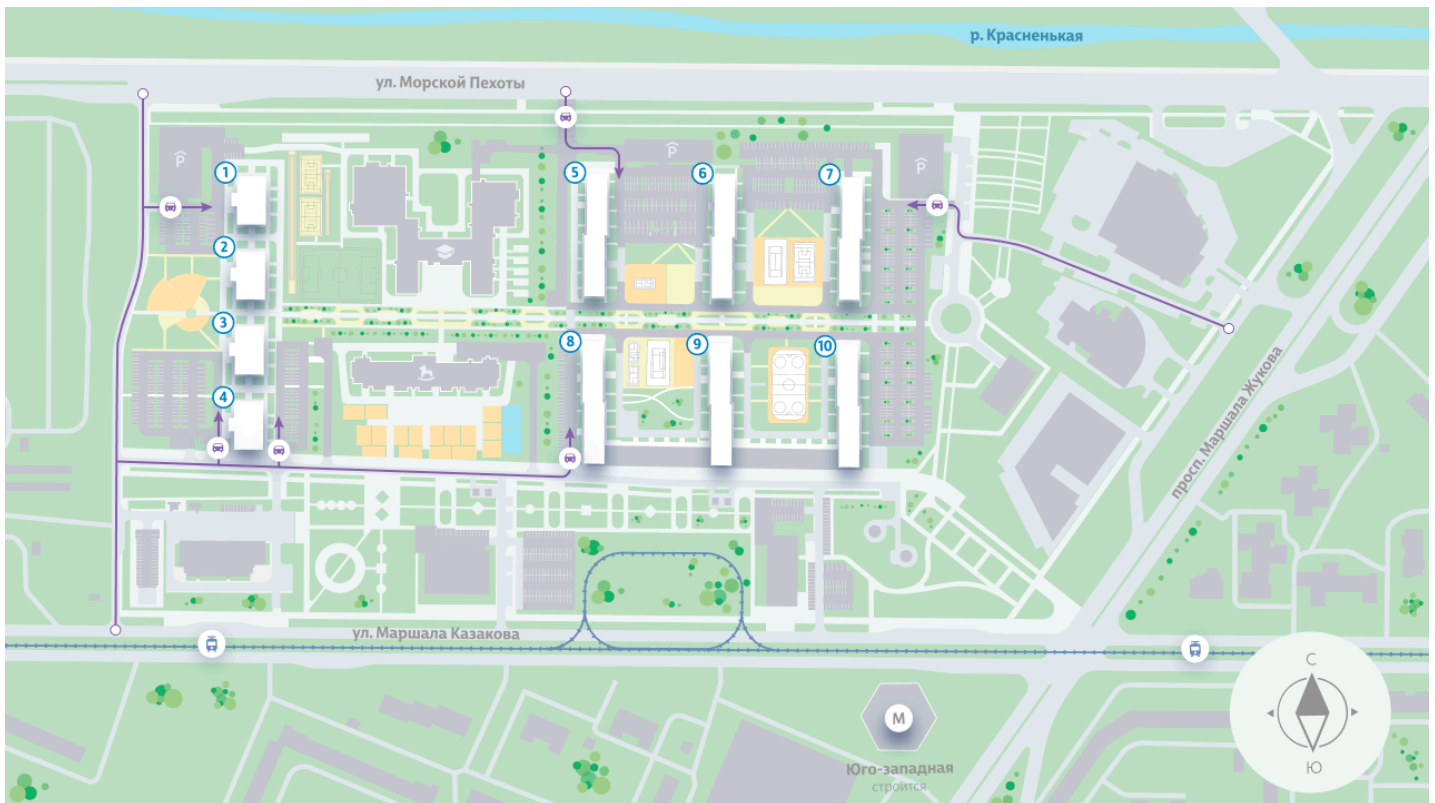 р. Красненькая
ул. Морской Пехоты
P
P
P
1
5
6
7
2
3
8
9
10
4
просп. Маршала Жукова
ул. Маршала Казакова
С
М
Юго-западная
строится
Ю